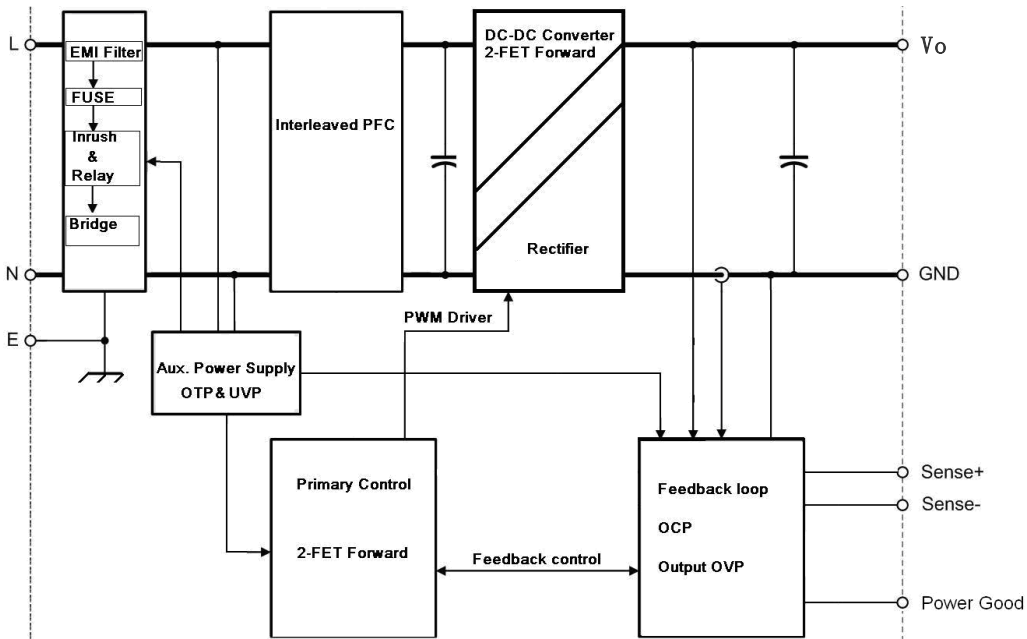 L
EMI Filter
FUSE
Inrush
&
Relay
Bridge
Interleaved PFC
DC-DC Converter
2-FET Forward
Rectifier
Vo
N
GND
E
PWM Driver
Aux. Power Supply
OTP & UVP
Primary Control
2-FET Forward
Feedback control
Feedback loop
OCP
Output OVP
Sense+
Sense-
Power Good